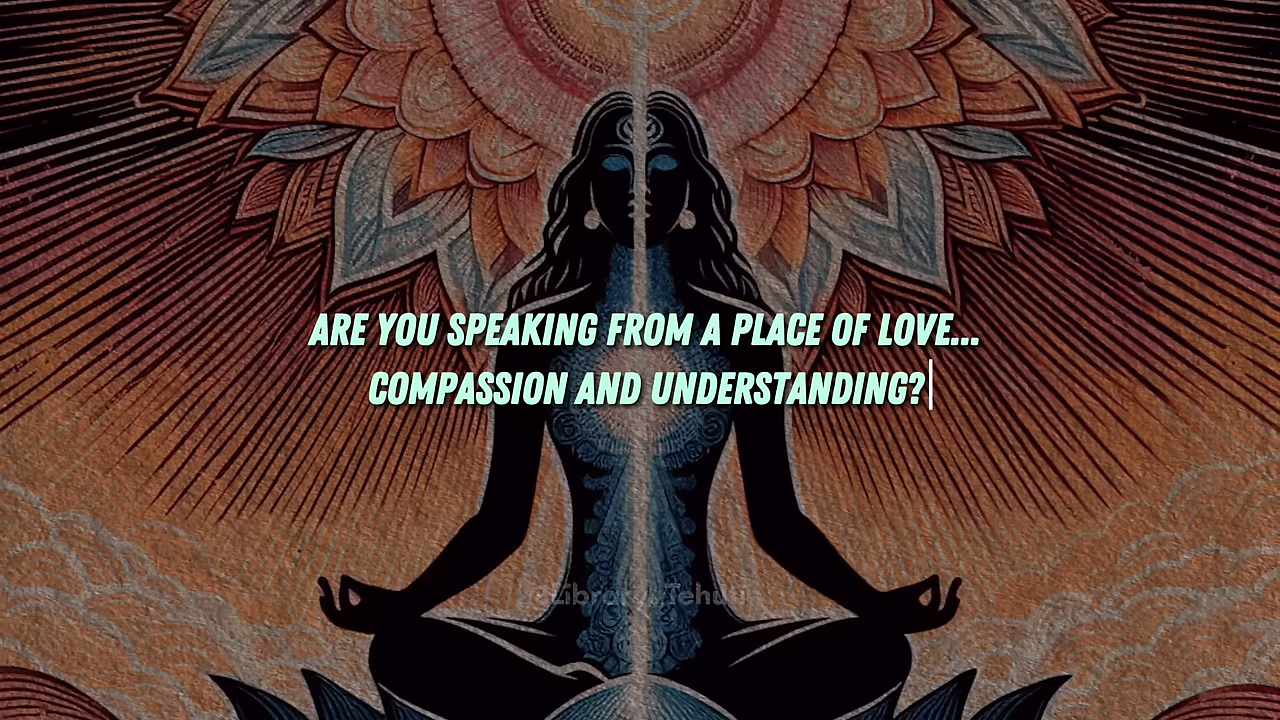 ARE YOU SPEAKING FROM A PLACE OF LOVE...
COMPASSION AND UNDERSTANDING?